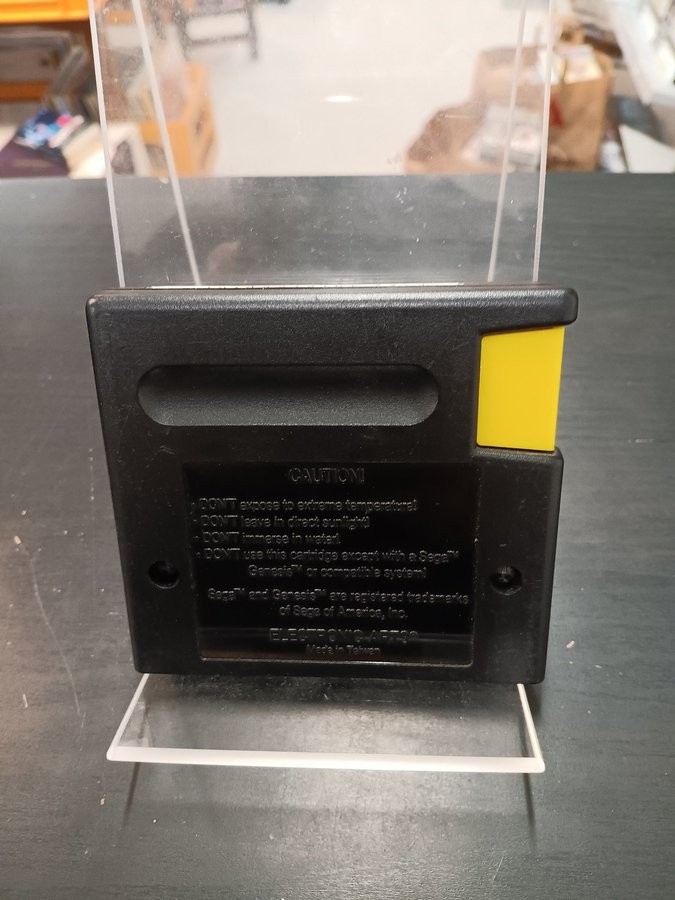 CAUTION!
· DON'T expose to extreme temperature!
· DON'T leave in direct sunlight!
· DON'T immerse in water!
· DON'T use this cartridge except with a Sega™
Genesis™ or compatible system!
Sega™ and Genesis™ are registered trademarks
of Sega of America, Inc.
ELECTRONIC ARTS®
Made in Taiwan